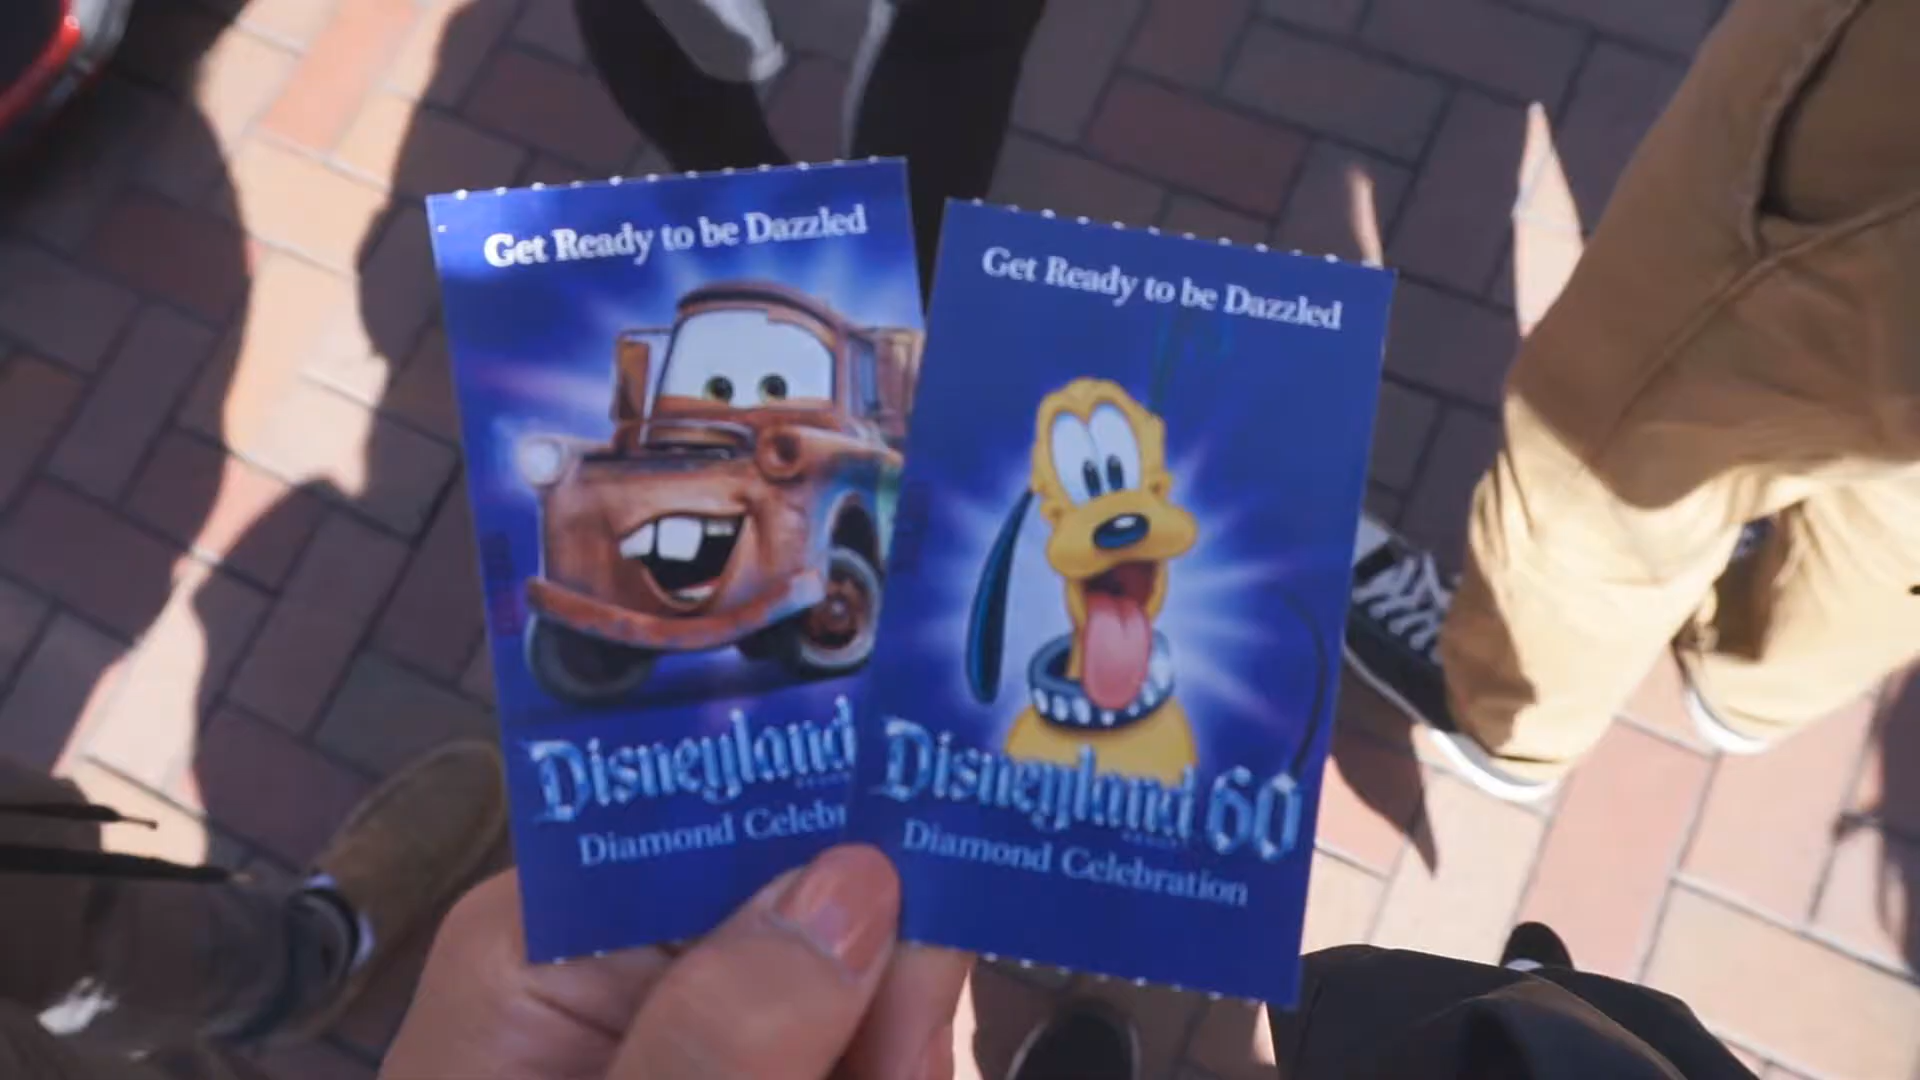 Get Ready to be Dazzled
Disneyland
Diamond Celebr
Get Ready to be Dazzled
Disneyland 60
Diamond Celebration